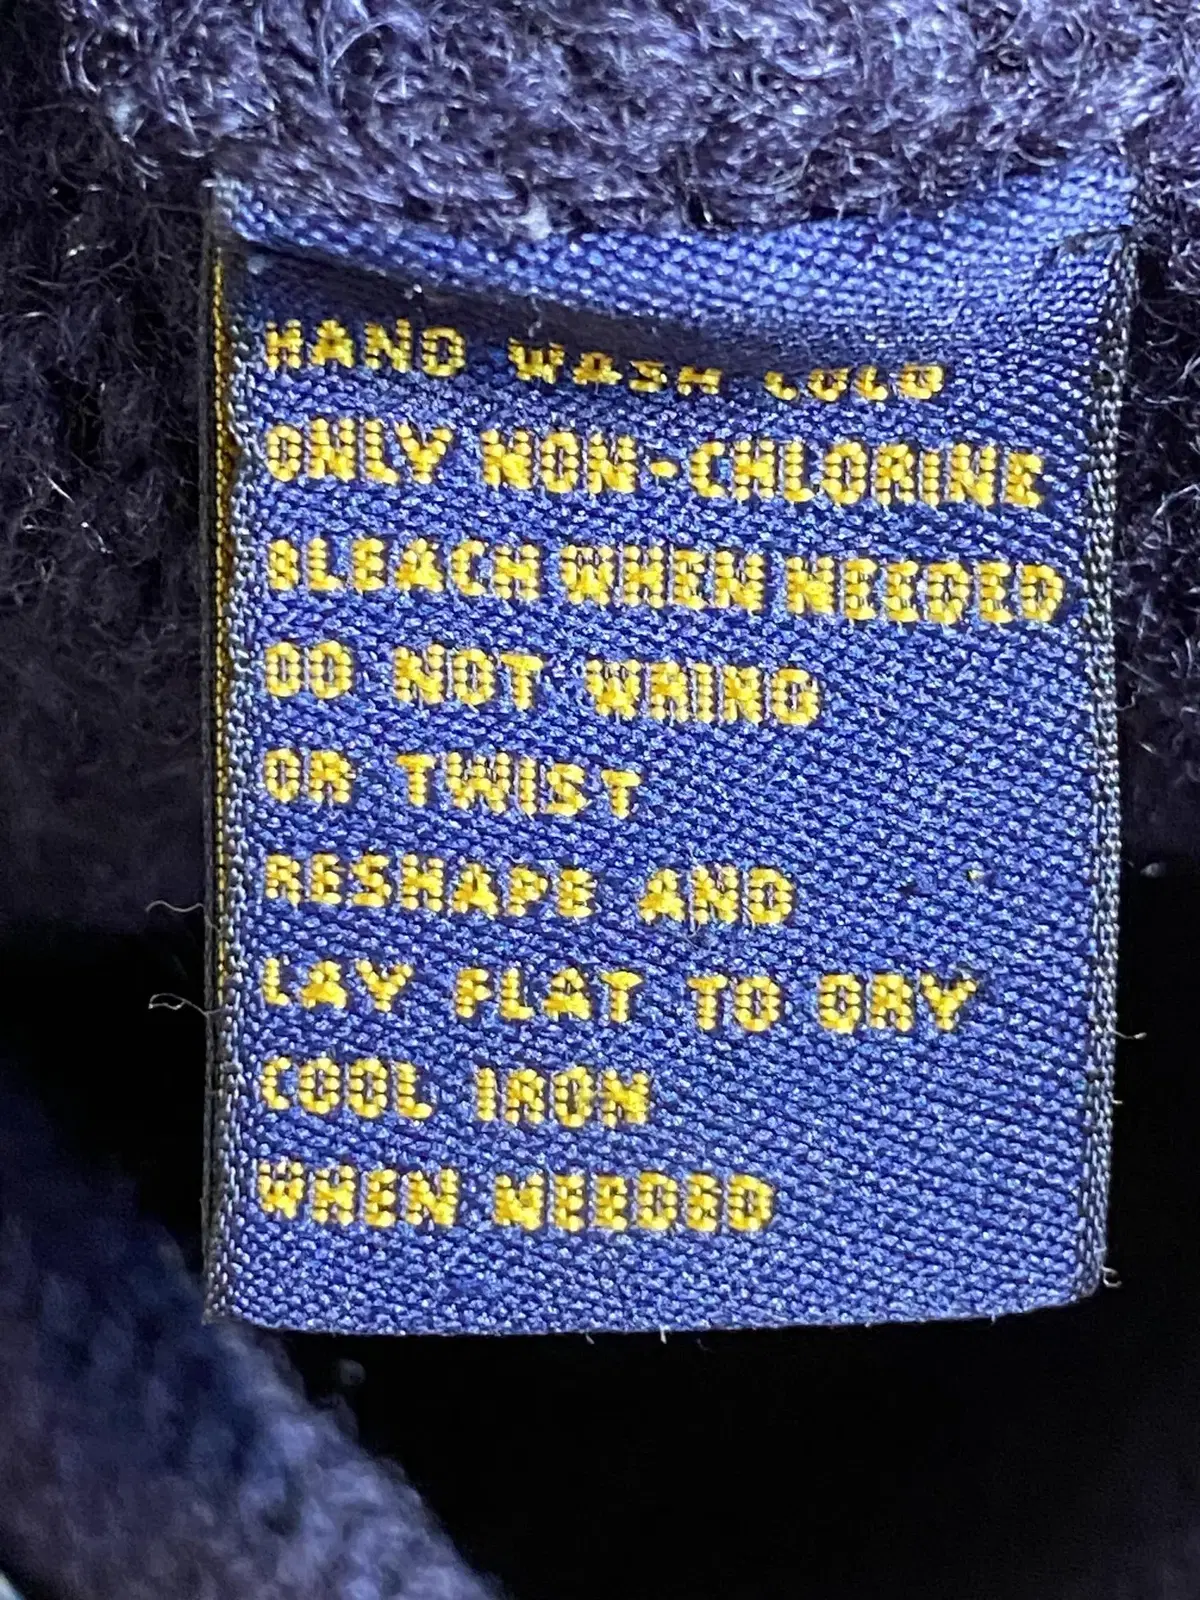 HAND WASH COLD
ONLY NON-CHLORINE
BLEACH WHEN NEEDED
DO NOT WRING
OR TWIST
RESHAPE AND
LAY FLAT TO DRY
COOL IRON
WHEN NEEDED